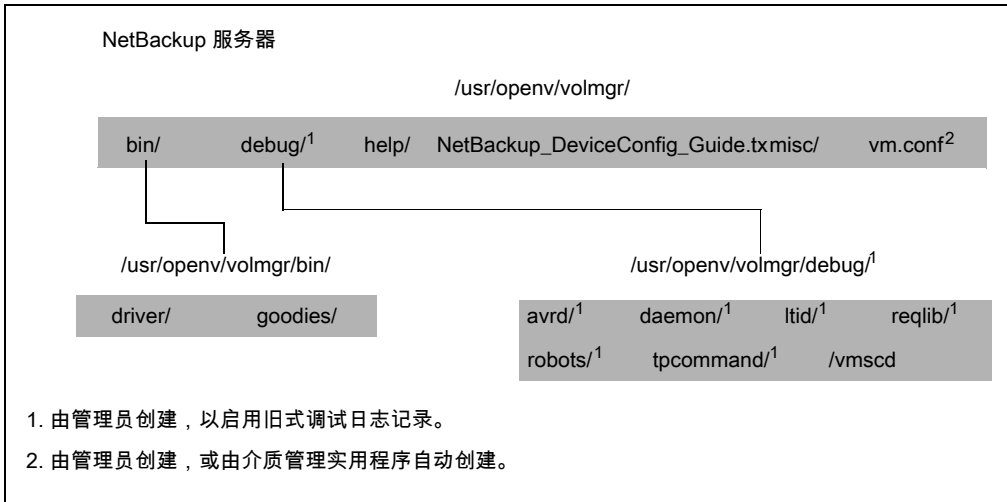 NetBackup 服务器
/usr/openv/volmgr/
bin/ debug/1 help/ NetBackup_DeviceConfig_Guide.txmisc/ vm.conf2
/usr/openv/volmgr/bin/ /usr/openv/volmgr/debug/1
driver/ goodies/ avrd/1 daemon/1 ltid/1 reqlib/1
robots/1 tpcommand/1 /vmscd
1. 由管理员创建，以启用旧式调试日志记录。
2. 由管理员创建，或由介质管理实用程序自动创建。